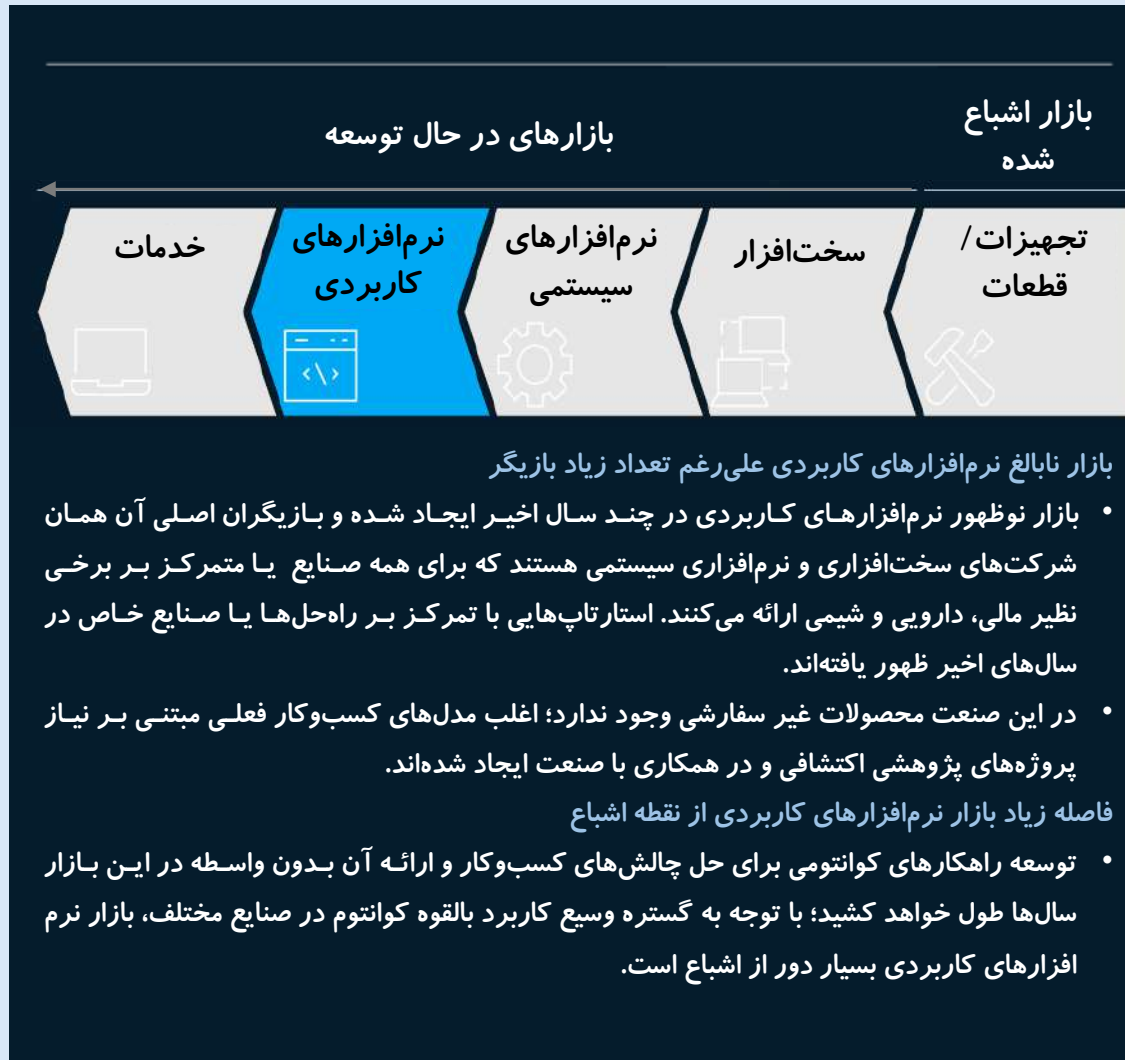 بازار اشباع
شده
بازارهای در حال توسعه
تجهیزات/
قطعات
سخت‌افزار
نرم‌افزارهای
سیستمی
نرم‌افزارهای
کاربردی
خدمات
بازار نابالغ نرم‌افزارهای کاربردی علی‌رغم تعداد زیاد بازیگر
• بازار نوظهور نرم‌افزارهای کاربردی در چند سال اخیر ایجاد شده و بازیگران اصلی آن همان
شرکت‌های سخت‌افزاری و نرم‌افزاری سیستمی هستند که برای همه صنایع یا متمرکز بر برخی
نظیر مالی، دارویی و شیمی ارائه می‌کنند. استارتاپ‌هایی با تمرکز بر راه‌حل‌ها یا صنایع خاص در
سال‌های اخیر ظهور یافته‌اند.
• در این صنعت محصولات غیر سفارشی وجود ندارد؛ اغلب مدل‌های کسب‌وکار فعلی مبتنی بر نیاز
پروژه‌های پژوهشی اکتشافی و در همکاری با صنعت ایجاد شده‌اند.
فاصله زیاد بازار نرم‌افزارهای کاربردی از نقطه اشباع
• توسعه راهکارهای کوانتومی برای حل چالش‌های کسب‌وکار و ارائه آن بدون واسطه در این بازار
سال‌ها طول خواهد کشید؛ با توجه به گستره وسیع کاربرد بالقوه کوانتوم در صنایع مختلف، بازار نرم
افزارهای کاربردی بسیار دور از اشباع است.